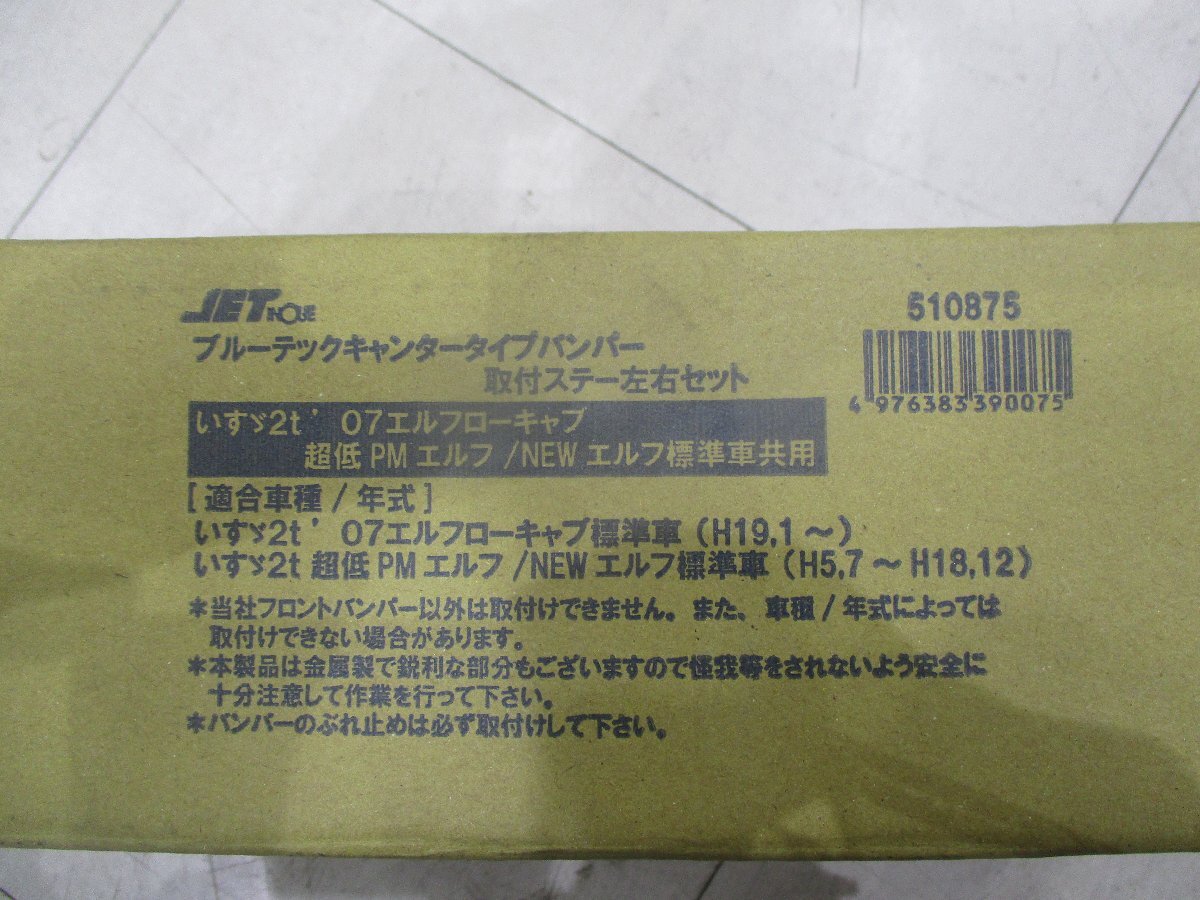 JET INOUE
510875
ブルーテックキャンタータイプバンパー
取付ステー左右セット
4 976383 390075
いすゞ2t ’07エルフローキャブ
超低PMエルフ/NEWエルフ標準車共用
[適合車種/年式]
いすゞ2t ’07エルフローキャブ標準車(H19,1～)
いすゞ2t 超低PMエルフ/NEWエルフ標準車(H5,7～H18,12)
*当社フロントバンパー以外は取付けできません。また、車種/年式によっては
取付けできない場合があります。
*本製品は金属製で鋭利な部分もございますので怪我等をされないよう安全に
十分注意して作業を行って下さい。
*バンパーのぶれ止めは必ず取付けして下さい。